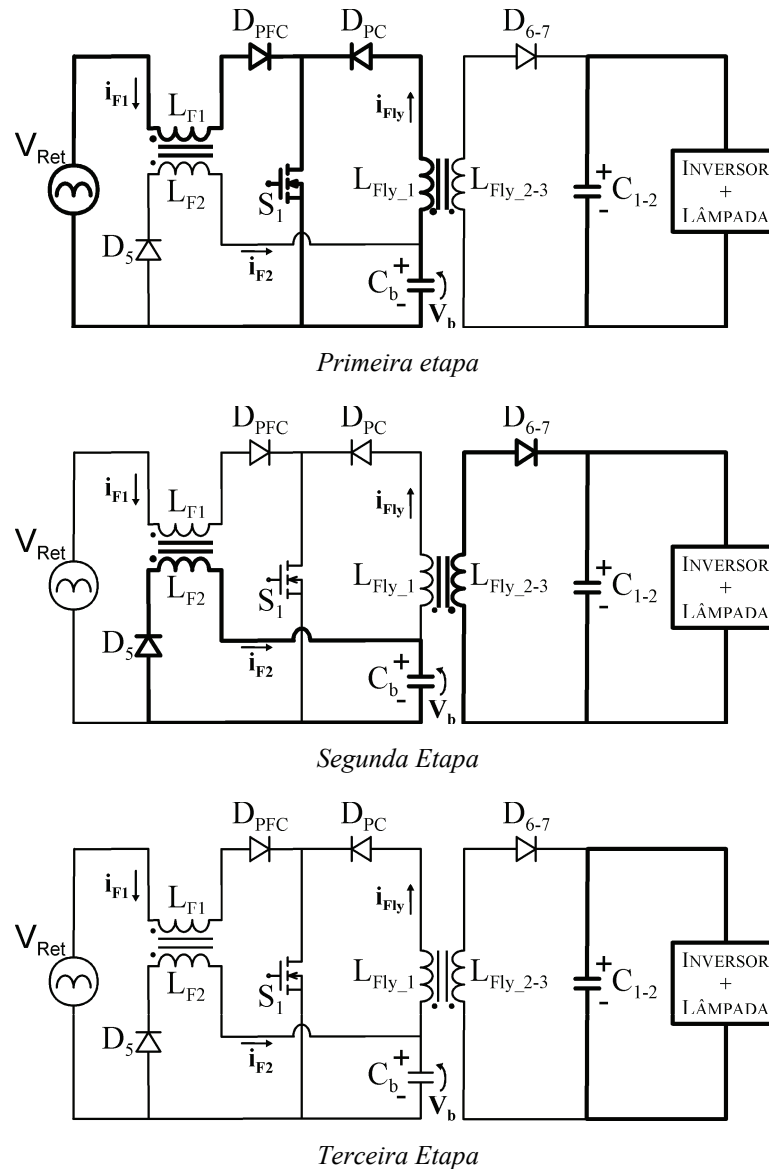 D_PFC D_PC D_6-7
i_F1 L_F1 i_Fly
V_Ret L_F2 S_1 L_Fly_1 L_Fly_2-3 + - C_1-2 INVERSOR + LÂMPADA
D_5 i_F2 C_b + - V_b
Primeira etapa
D_PFC D_PC D_6-7
i_F1 L_F1 i_Fly
V_Ret L_F2 S_1 L_Fly_1 L_Fly_2-3 + - C_1-2 INVERSOR + LÂMPADA
D_5 i_F2 C_b + - V_b
Segunda Etapa
D_PFC D_PC D_6-7
i_F1 L_F1 i_Fly
V_Ret L_F2 S_1 L_Fly_1 L_Fly_2-3 + - C_1-2 INVERSOR + LÂMPADA
D_5 i_F2 C_b + - V_b
Terceira Etapa